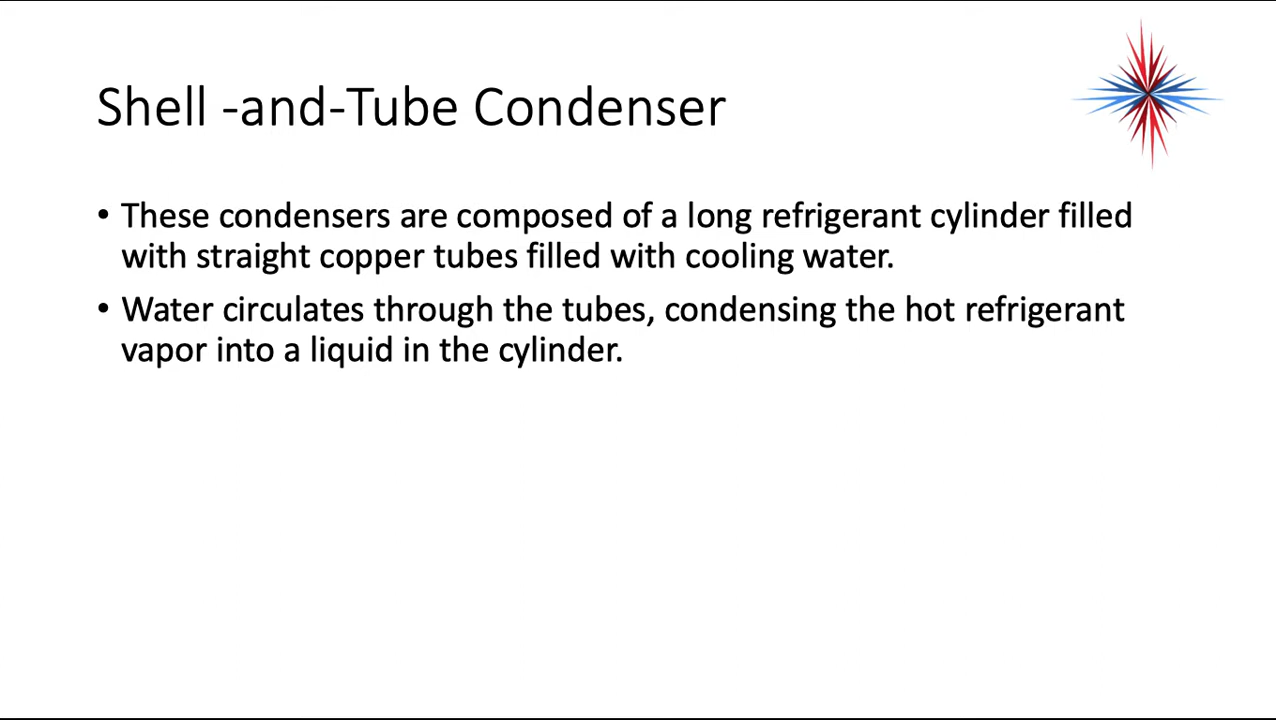 Shell -and-Tube Condenser
• These condensers are composed of a long refrigerant cylinder filled
with straight copper tubes filled with cooling water.
• Water circulates through the tubes, condensing the hot refrigerant
vapor into a liquid in the cylinder.